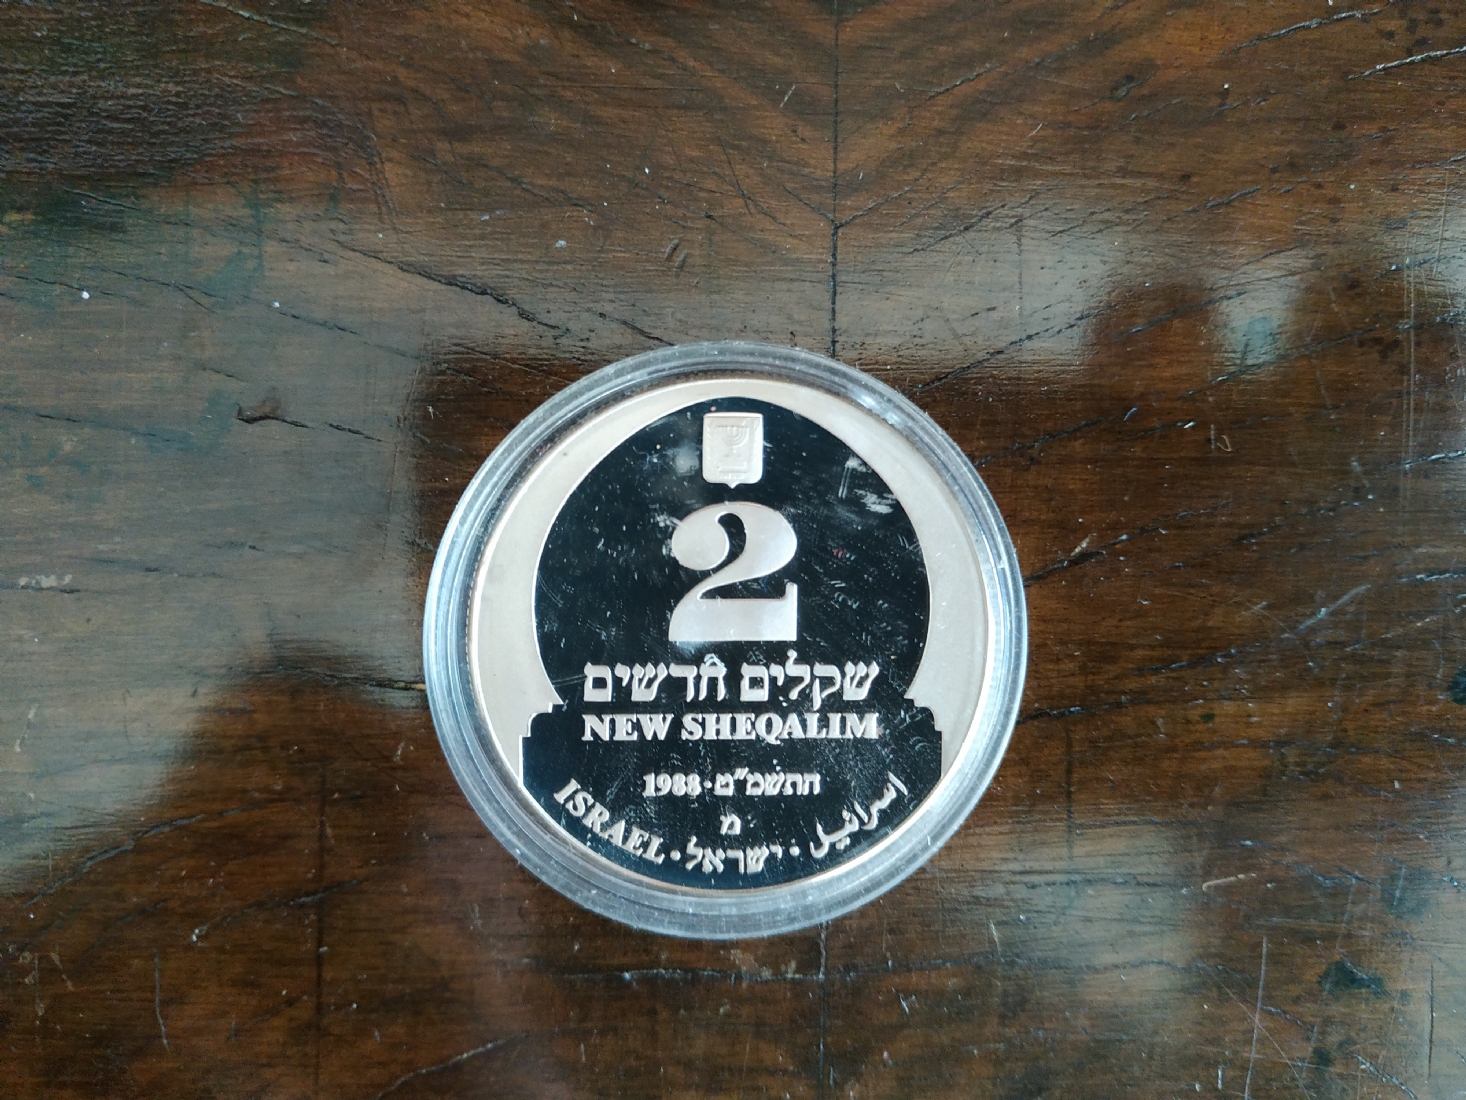 2
שקלים חדשים
NEW SHEQALIM
התשמ"ט · 1988
מ
ISRAEL · ישראל · اسرائيل